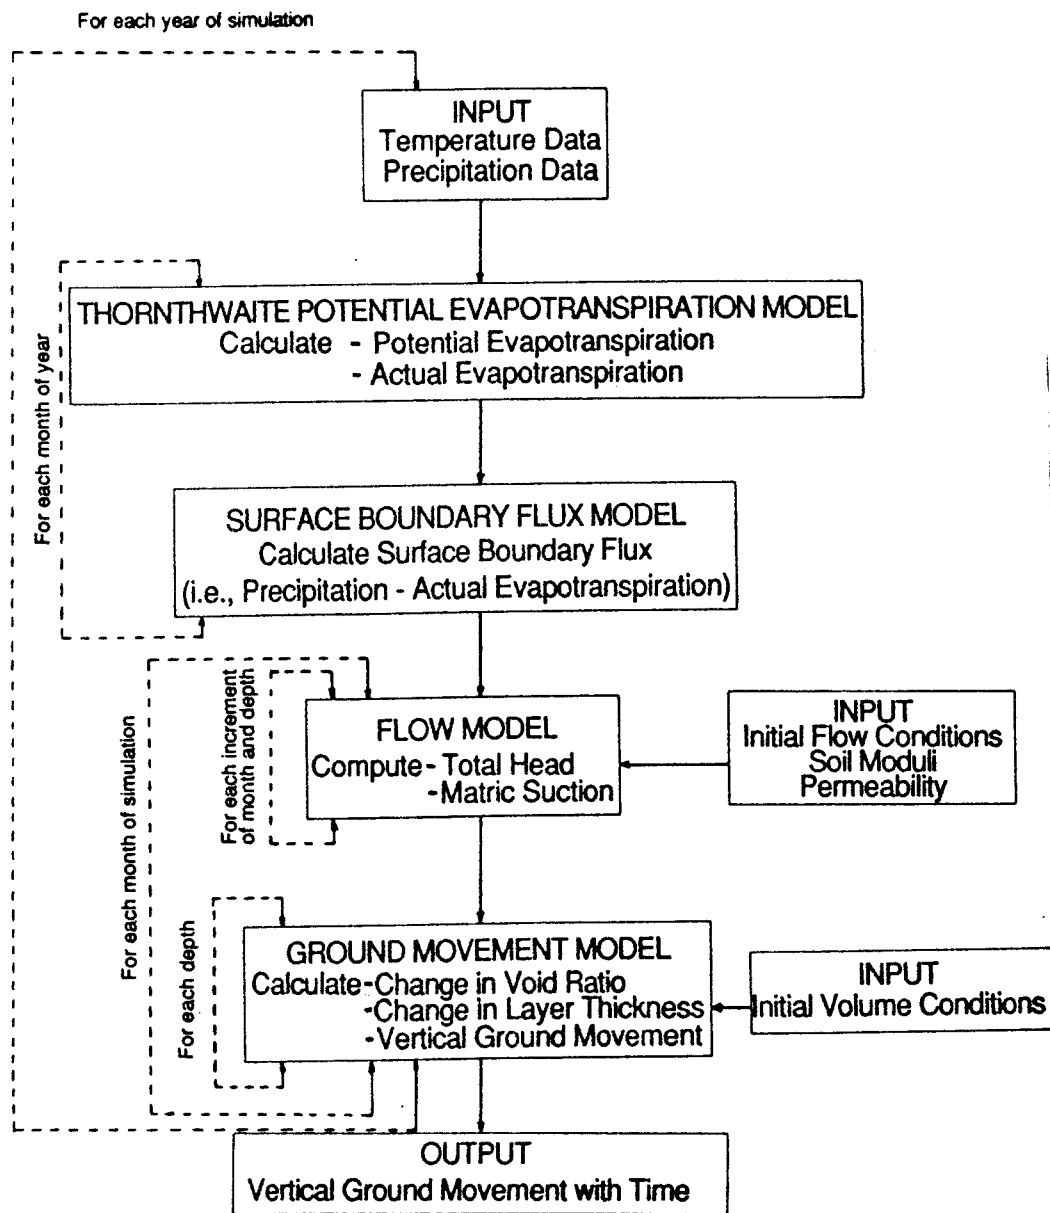 For each year of simulation
INPUT
Temperature Data
Precipitation Data
For each month of year
THORNTHWAITE POTENTIAL EVAPOTRANSPIRATION MODEL
Calculate - Potential Evapotranspiration
- Actual Evapotranspiration
SURFACE BOUNDARY FLUX MODEL
Calculate Surface Boundary Flux
(i.e., Precipitation - Actual Evapotranspiration)
For each month of simulation
For each increment
of month and depth
FLOW MODEL
Compute - Total Head
- Matric Suction
INPUT
Initial Flow Conditions
Soil Moduli
Permeability
For each depth
GROUND MOVEMENT MODEL
Calculate - Change in Void Ratio
- Change in Layer Thickness
- Vertical Ground Movement
INPUT
Initial Volume Conditions
OUTPUT
Vertical Ground Movement with Time